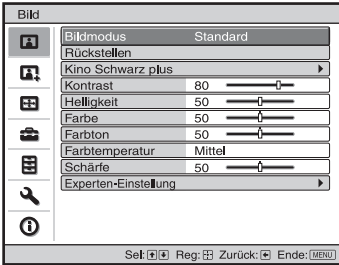 Bild
Bildmodus Standard
Rückstellen
Kino Schwarz plus
Kontrast 80
Helligkeit 50
Farbe 50
Farbton 50
Farbtemperatur Mittel
Schärfe 50
Experten-Einstellung
Sel: Reg: Zurück: Ende: MENU